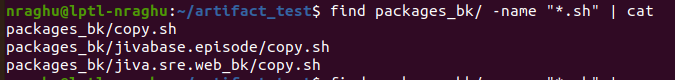 nraghu@lptl-nraghu:~/artifact_test$ find packages_bk/ -name "*.sh" | cat
packages_bk/copy.sh
packages_bk/jivabase.episode/copy.sh
packages_bk/jiva.sre.web_bk/copy.sh